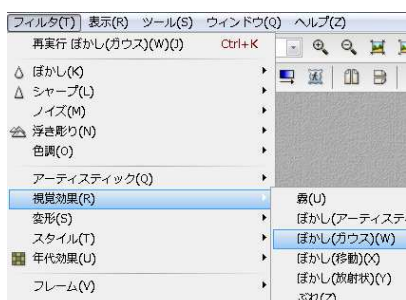 フィルタ(T) 表示(R) ツール(S) ウィンドウ(Q) ヘルプ(Z)
再実行 ぼかし(ガウス)(W)(J) Ctrl+K
ぼかし(K)
シャープ(L)
ノイズ(M)
浮き彫り(N)
色調(O)
アーティスティック(Q)
視覚効果(R)
変形(S)
スタイル(T)
年代効果(U)
フレーム(V)
霧(U)
ぼかし(アーティステ
ぼかし(ガウス)(W)
ぼかし(移動)(X)
ぼかし(放射状)(Y)
ぶれ(Z)